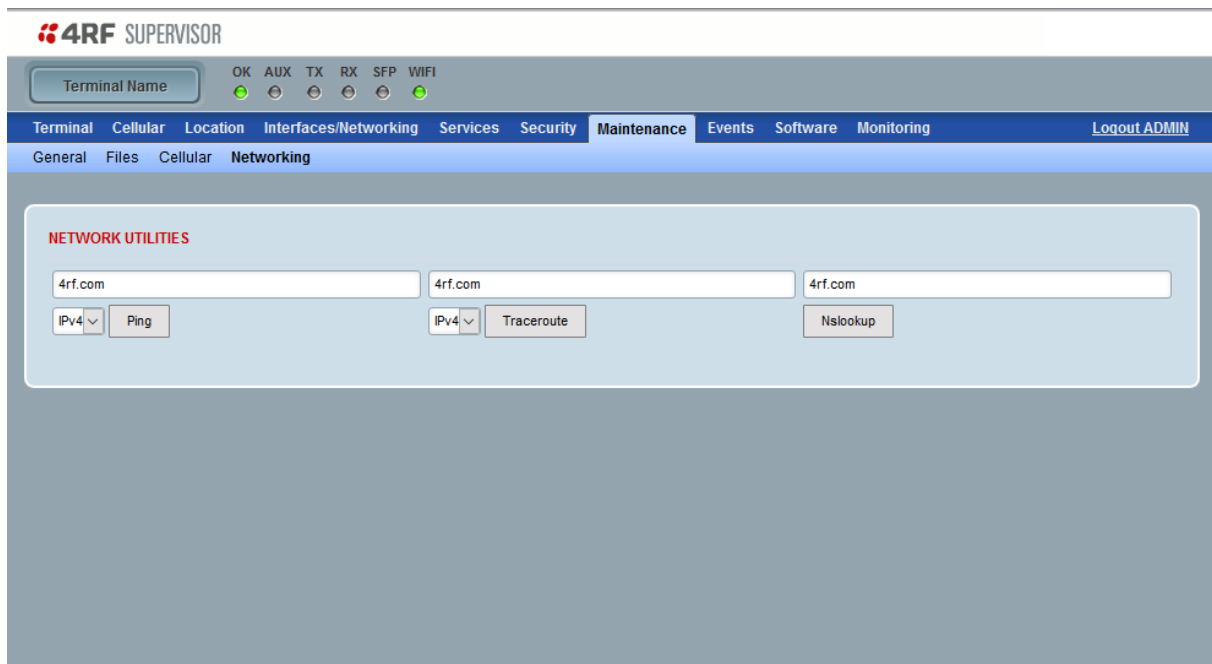 4RF SUPERVISOR
Terminal Name
OK AUX TX RX SFP WIFI
Terminal Cellular Location Interfaces/Networking Services Security Maintenance Events Software Monitoring Logout ADMIN
General Files Cellular Networking
NETWORK UTILITIES
4rf.com 4rf.com 4rf.com
IPv4 Ping IPv4 Traceroute Nslookup